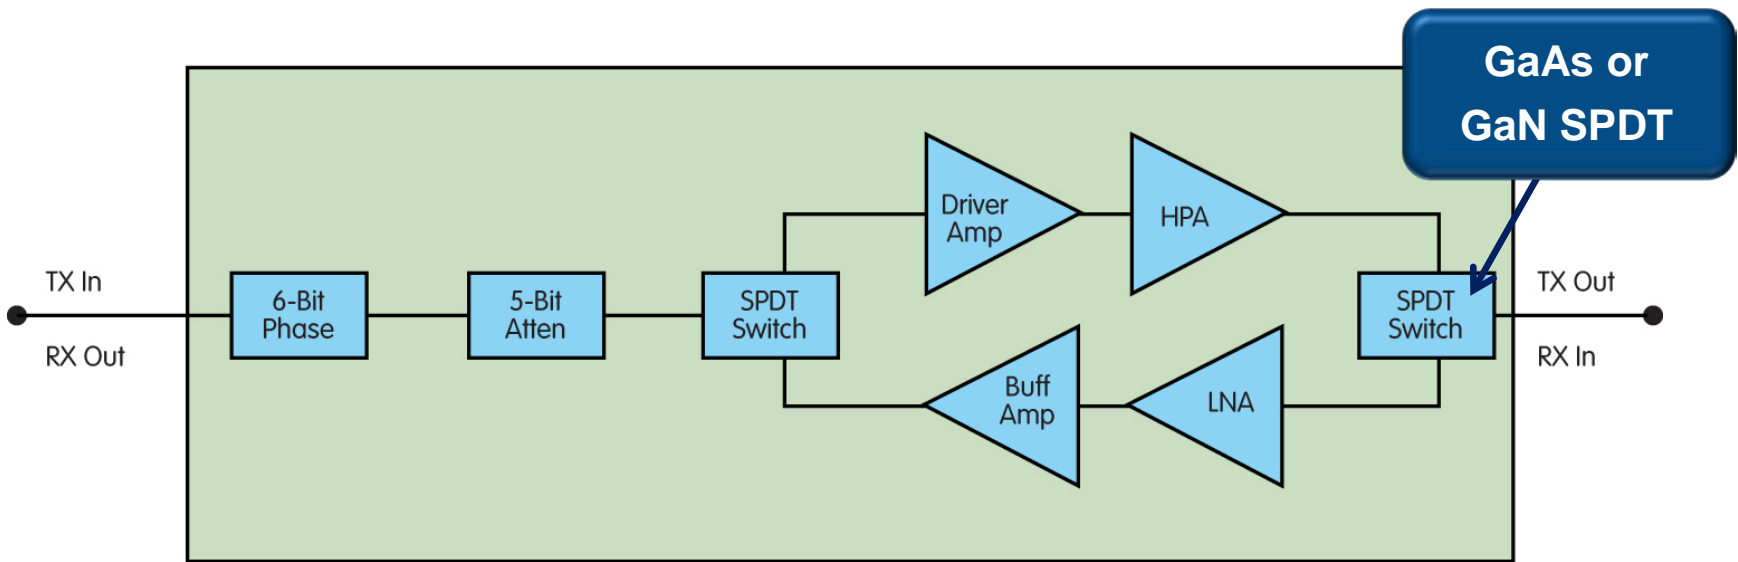 GaAs or
GaN SPDT
TX In
RX Out
6-Bit
Phase
5-Bit
Atten
SPDT
Switch
Driver
Amp
HPA
Buff
Amp
LNA
SPDT
Switch
TX Out
RX In